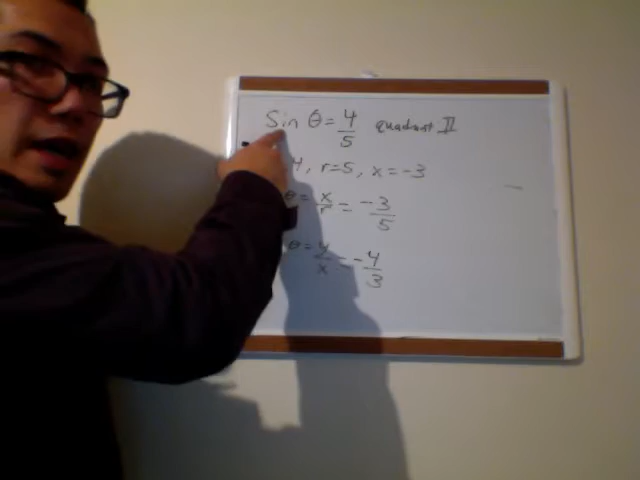 Sin θ = 4/5 quadrant II
4, r=5, x = -3
θ = x/r = -3/5
θ = y/x = -4/3